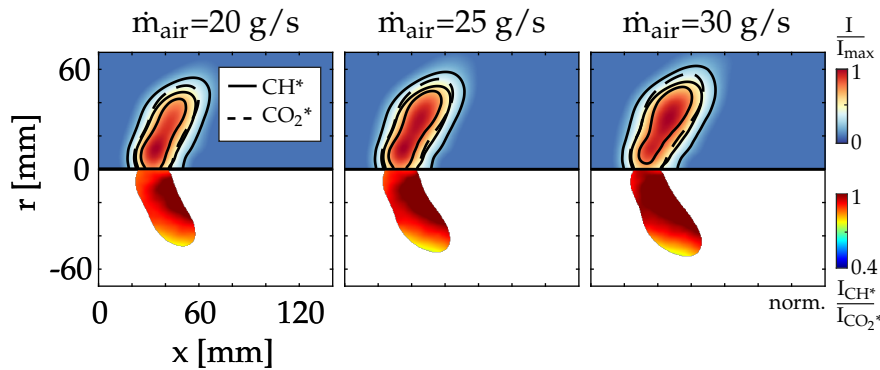 ṁair=20 g/s ṁair=25 g/s ṁair=30 g/s
I
Imax
60
CH*
CO2*
1
0
0
r [mm]
1
0.4
-60
0 60 120
x [mm]
norm.
ICH*
ICO2*